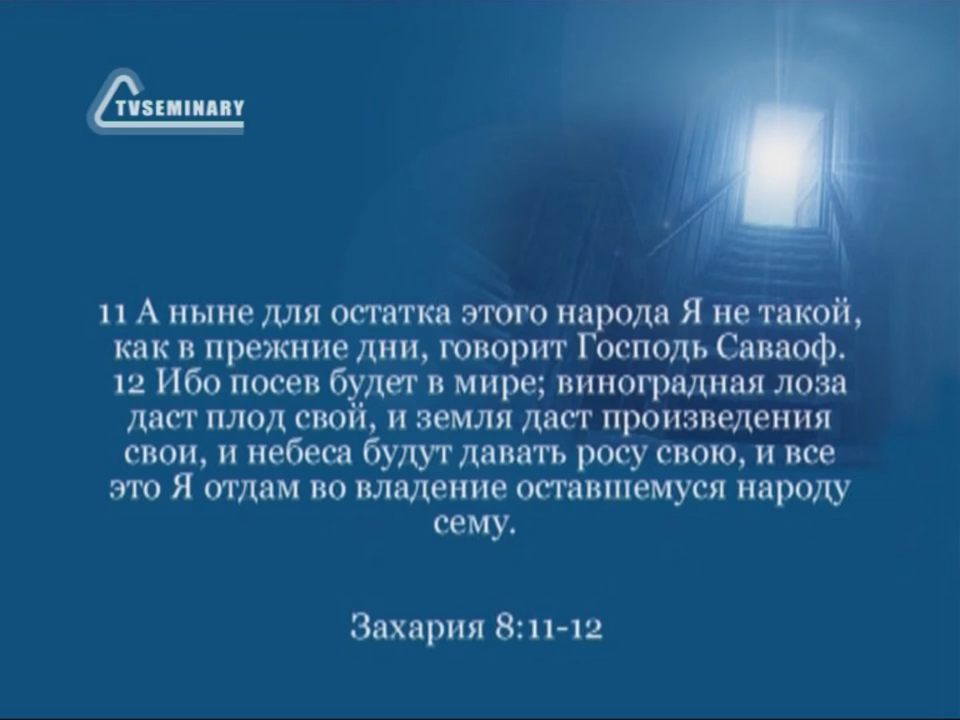 TVSEMINARY
11 А ныне для остатка этого народа Я не такой,
как в прежние дни, говорит Господь Саваоф.
12 Ибо посев будет в мире; виноградная лоза
даст плод свой, и земля даст произведения
свои, и небеса будут давать росу свою, и все
это Я отдам во владение оставшемуся народу
сему.
Захария 8:11-12